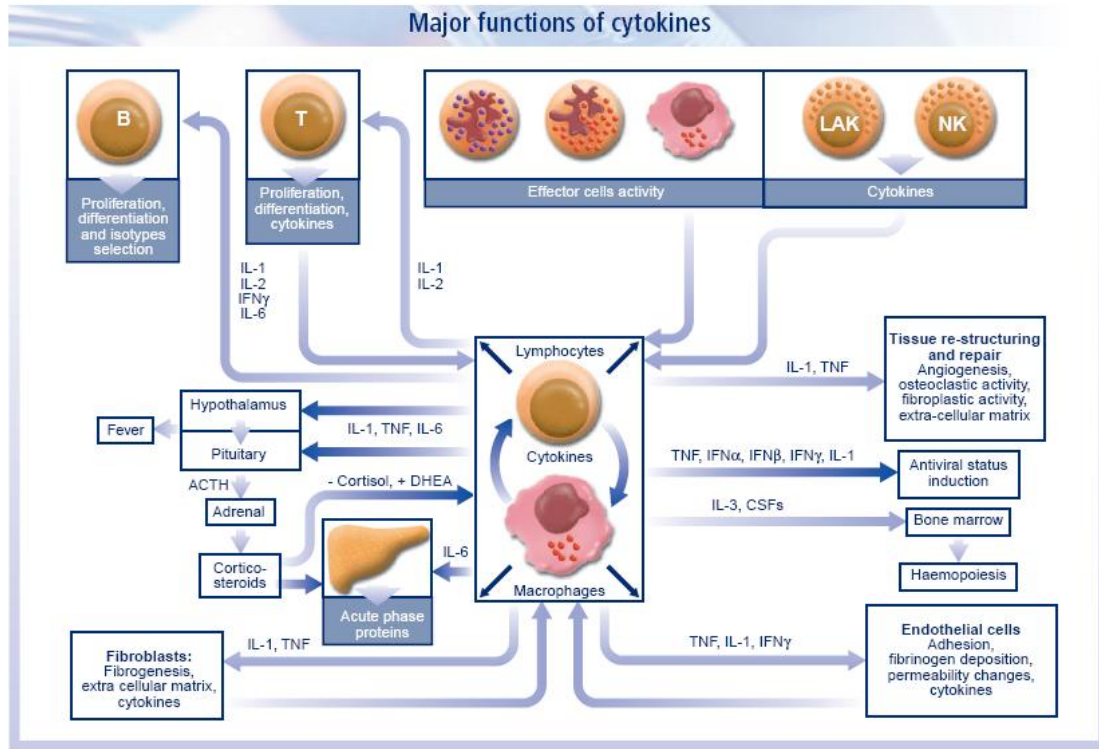 Major functions of cytokines
B
T
LAK
NK
Proliferation,
differentiation
and isotypes
selection
Proliferation,
differentiation,
cytokines
Effector cells activity
Cytokines
IL-1
IL-2
IFNγ
IL-6
IL-1
IL-2
Lymphocytes
Cytokines
Macrophages
IL-1, TNF
Tissue re-structuring
and repair
Angiogenesis,
osteoclastic activity,
fibroplastic activity,
extra-cellular matrix
Hypothalamus
Fever
Pituitary
IL-1, TNF, IL-6
TNF, IFNα, IFNβ, IFNγ, IL-1
Antiviral status
induction
ACTH
- Cortisol, + DHEA
Adrenal
IL-3, CSFs
Bone marrow
Cortico-
steroids
IL-6
Haemopoiesis
Acute phase
proteins
IL-1, TNF
Fibroblasts:
Fibrogenesis,
extra cellular matrix,
cytokines
TNF, IL-1, IFNγ
Endothelial cells
Adhesion,
fibrinogen deposition,
permeability changes,
cytokines